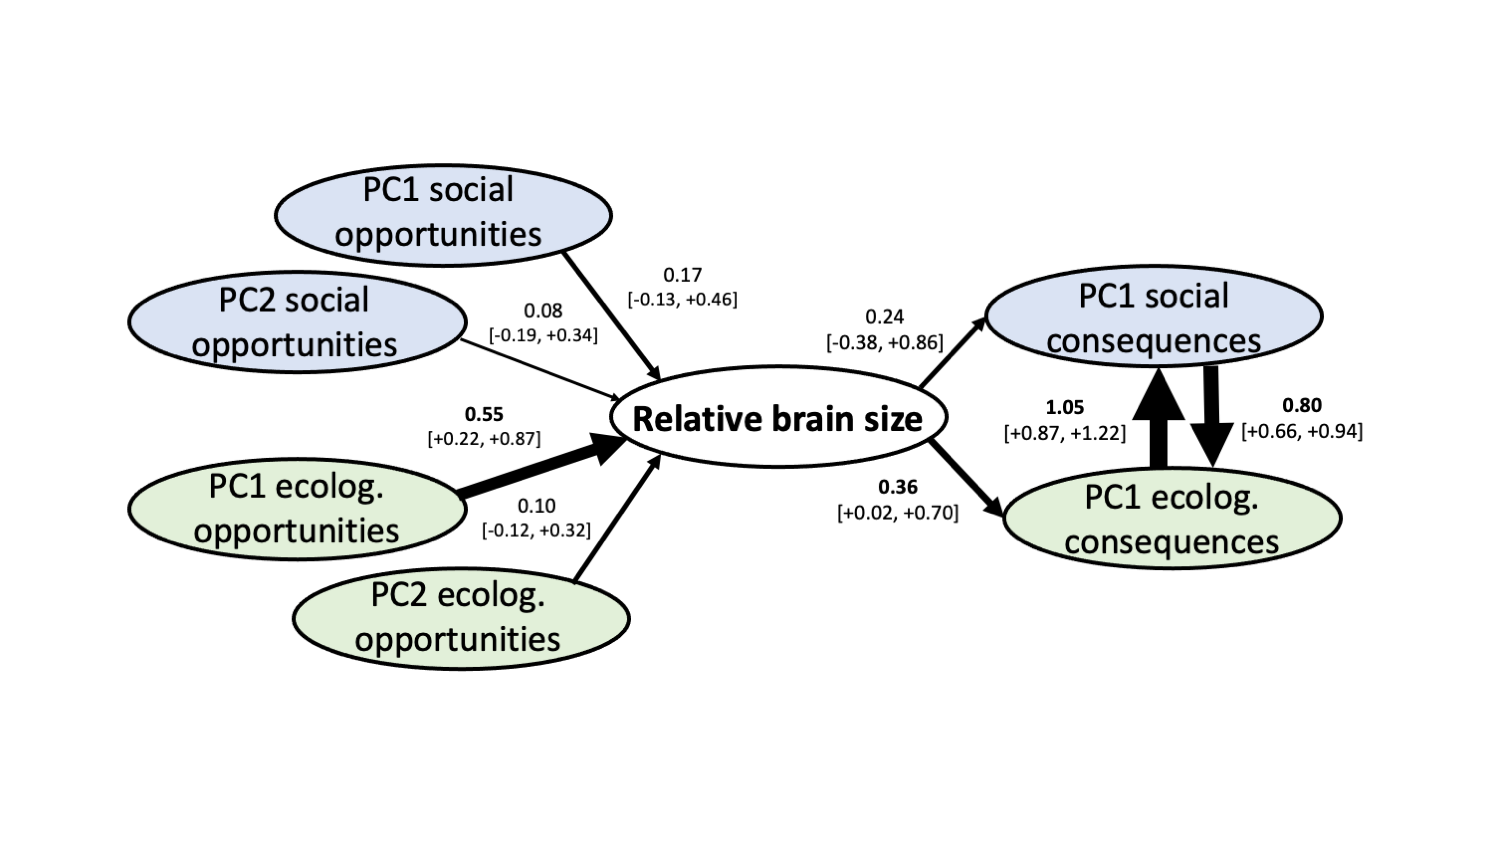 PC1 social
opportunities
PC2 social
opportunities
0.17
[-0.13, +0.46]
0.08
[-0.19, +0.34]
0.55
[+0.22, +0.87]
PC1 ecolog.
opportunities
0.10
[-0.12, +0.32]
PC2 ecolog.
opportunities
Relative brain size
0.24
[-0.38, +0.86]
0.36
[+0.02, +0.70]
PC1 social
consequences
1.05
[+0.87, +1.22]
0.80
[+0.66, +0.94]
PC1 ecolog.
consequences